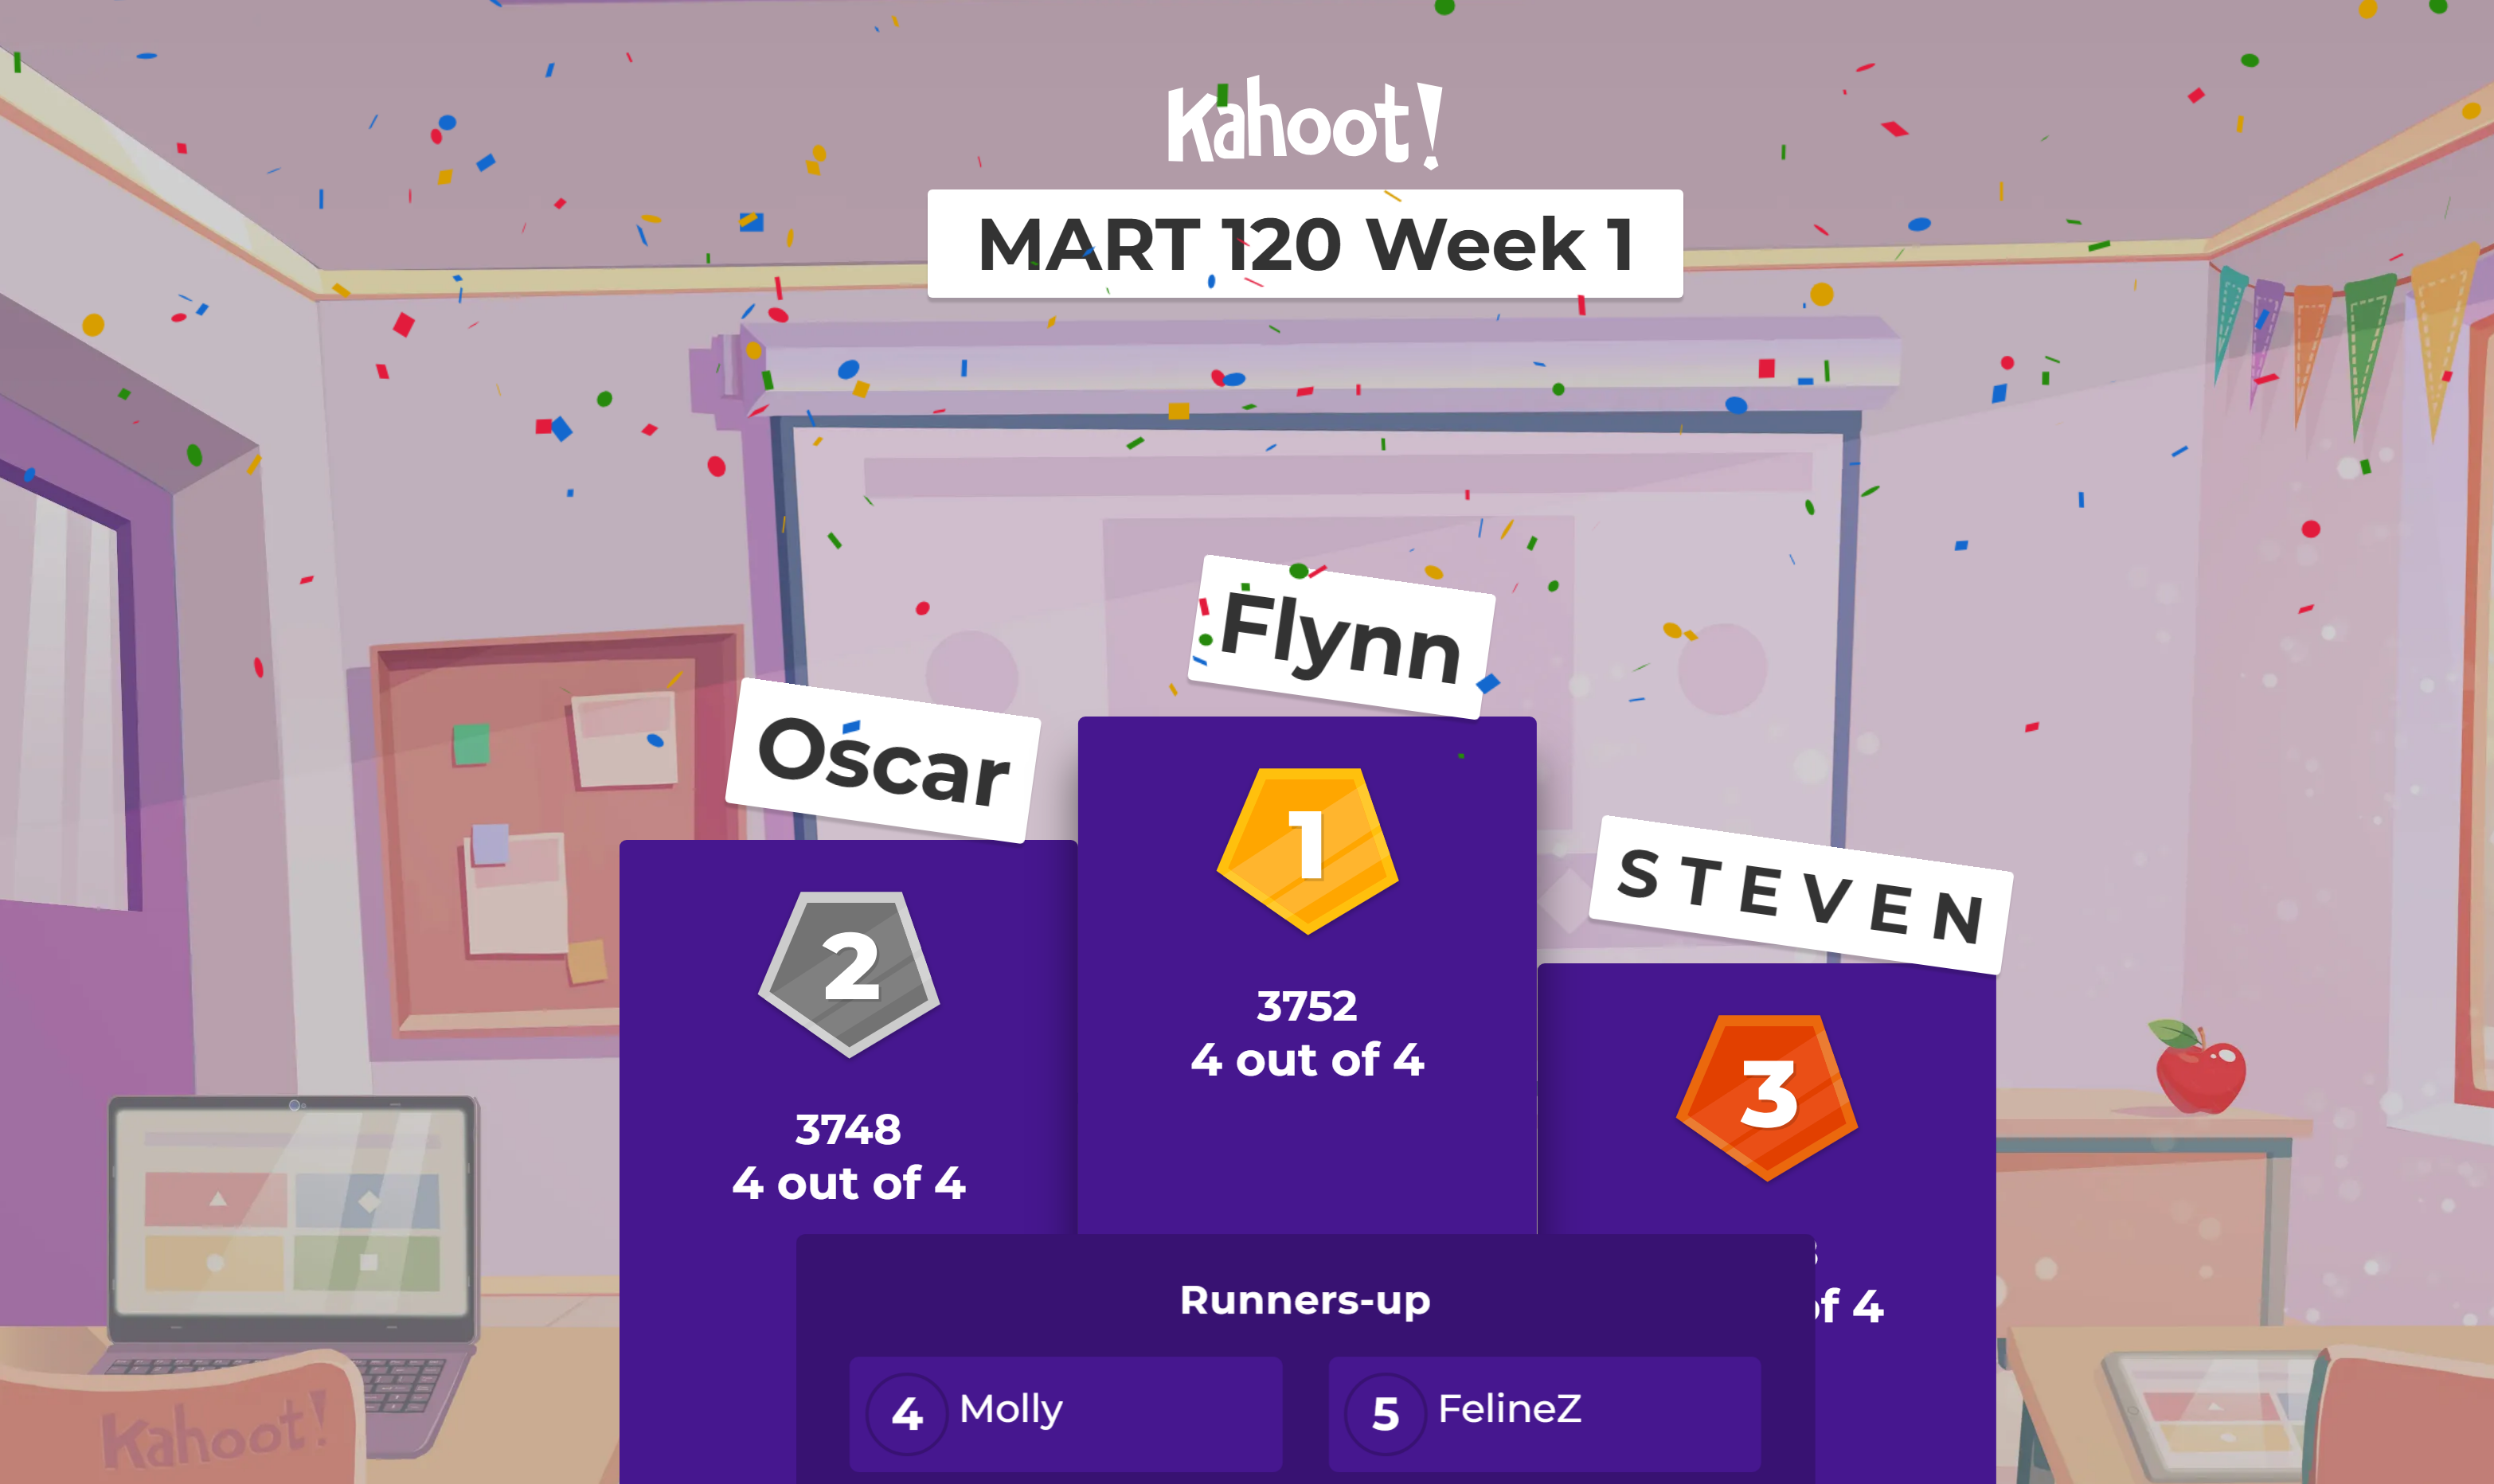 Kahoot!
MART 120 Week 1
Flynn
Oscar
STEVEN
1
3752
4 out of 4
2
3748
4 out of 4
3
of 4
Runners-up
4 Molly
5 FelineZ
Kahoot!